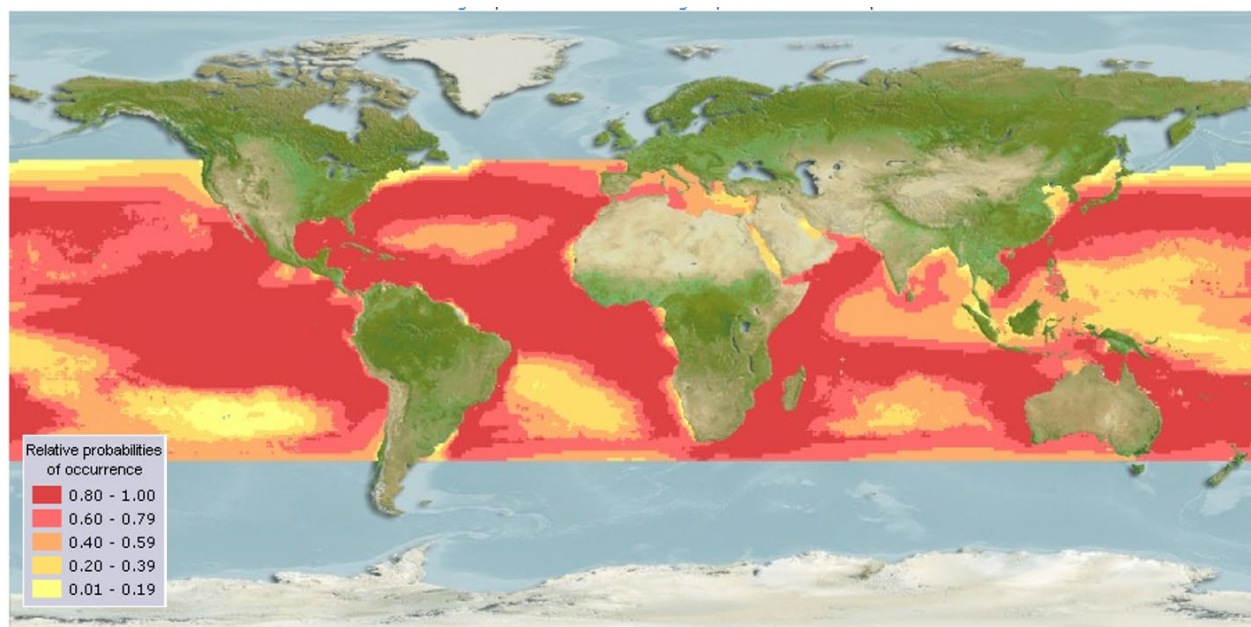 Relative probabilities
of occurrence
0.80 - 1.00
0.60 - 0.79
0.40 - 0.59
0.20 - 0.39
0.01 - 0.19